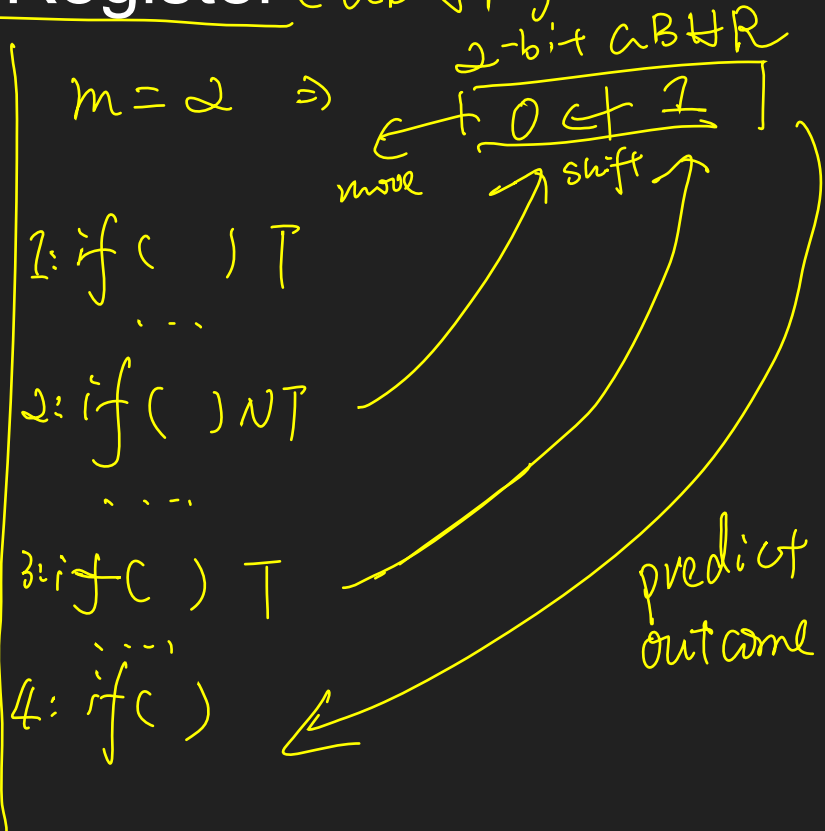 Register
2-bit GBHR
m = 2 ⇒
0 ← 1
move
shift
1: if ( ) T
...
2: if ( ) NT
....
3: if ( ) T
....
4: if ( )
predict
outcome